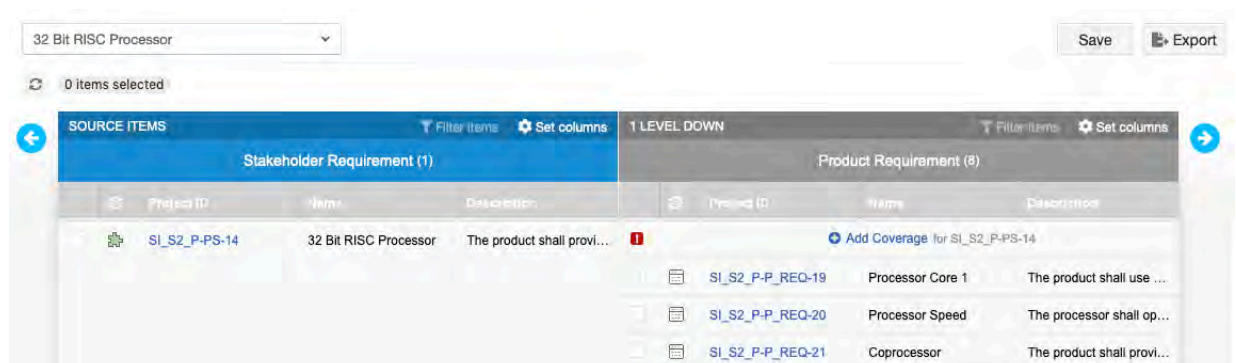 32 Bit RISC Processor
Save
Export
0 items selected
SOURCE ITEMS Filter items Set columns
1 LEVEL DOWN Filter items Set columns
Stakeholder Requirement (1)
Product Requirement (8)
Project ID Name Description
Project ID Name Description
SI_S2_P-PS-14 32 Bit RISC Processor The product shall provi...
Add Coverage for SI_S2_P-PS-14
SI_S2_P-P_REQ-19 Processor Core 1 The product shall use ...
SI_S2_P-P_REQ-20 Processor Speed The processor shall op...
SI_S2_P-P_REQ-21 Coprocessor The product shall provi...